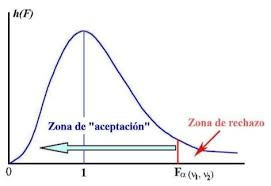 h(F)
Zona de "aceptación"
Zona de rechazo
0
1
Fα (ν₁, ν₂)